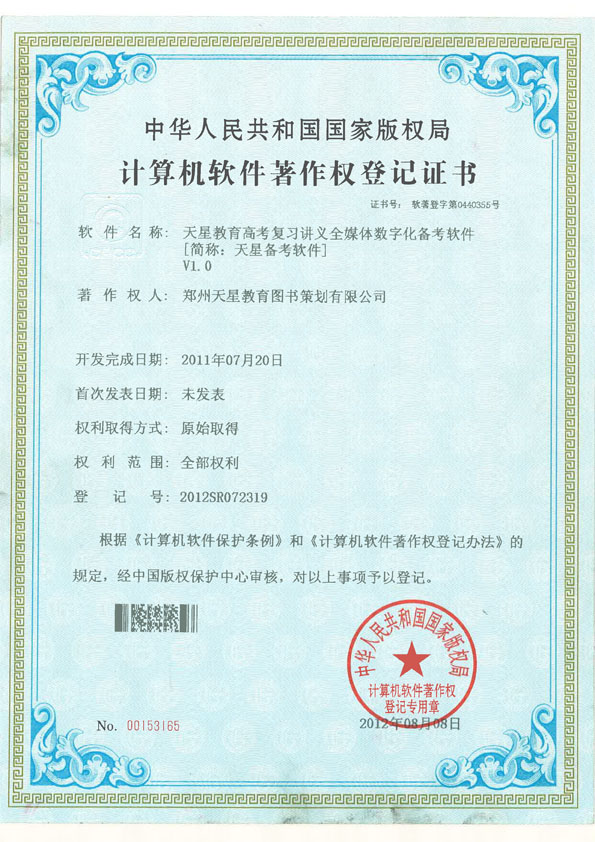 中华人民共和国国家版权局
计算机软件著作权登记证书
证书号： 软著登字第0440355号
软件名称： 天星教育高考复习讲义全媒体数字化备考软件
[简称：天星备考软件]
V1.0
著作权人： 郑州天星教育图书策划有限公司
开发完成日期： 2011年07月20日
首次发表日期： 未发表
权利取得方式： 原始取得
权利范围： 全部权利
登记号： 2012SR072319
根据《计算机软件保护条例》和《计算机软件著作权登记办法》的
规定，经中国版权保护中心审核，对以上事项予以登记。
中华人民共和国国家版权局
计算机软件著作权
登记专用章
No. 00153165
2012年08月08日